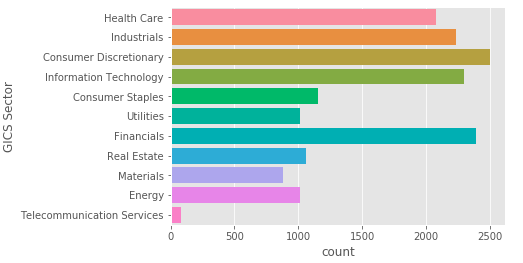 GICS Sector
Health Care
Industrials
Consumer Discretionary
Information Technology
Consumer Staples
Utilities
Financials
Real Estate
Materials
Energy
Telecommunication Services
0 500 1000 1500 2000 2500
count